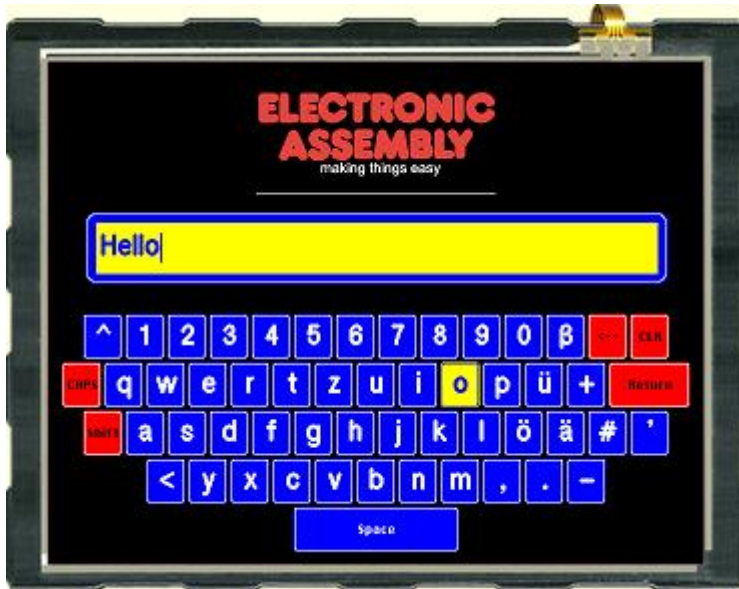 ELECTRONIC
ASSEMBLY
making things easy
Hello
^ 1 2 3 4 5 6 7 8 9 0 β <-- CLR
CAPS q w e r t z u i o p ü +  Return
Shift a s d f g h j k l ö ä # '
< y x c v b n m , . -
Space